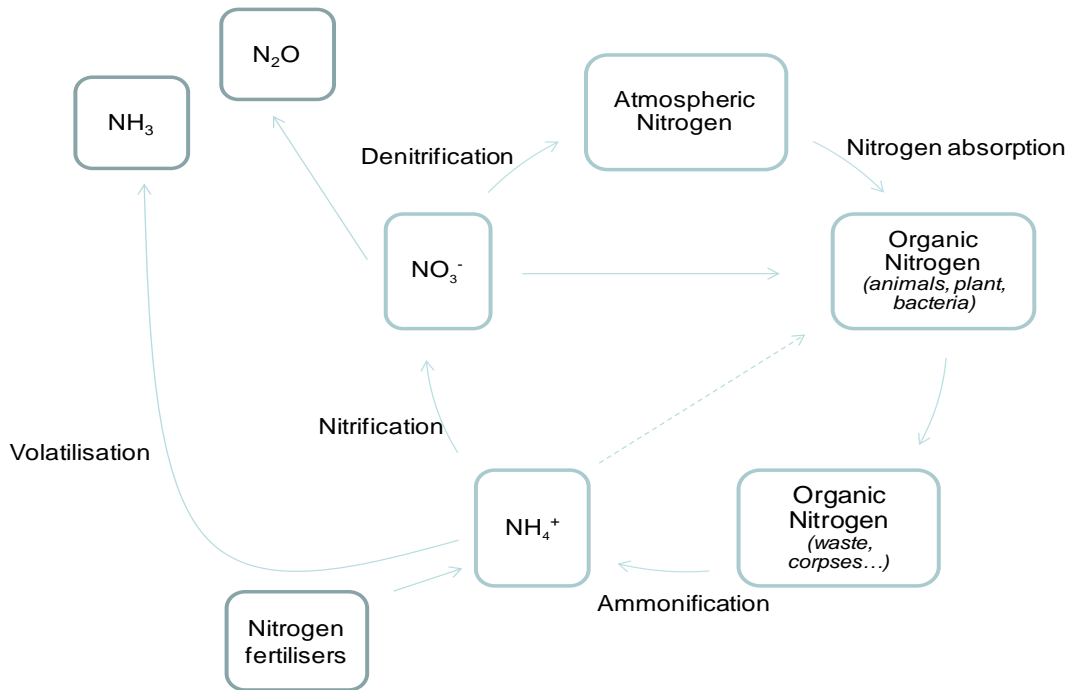 N₂O
NH₃
Atmospheric
Nitrogen
Denitrification
Nitrogen absorption
NO₃⁻
Organic
Nitrogen
(animals, plant,
bacteria)
Nitrification
Volatilisation
NH₄⁺
Organic
Nitrogen
(waste,
corpses…)
Ammonification
Nitrogen
fertilisers